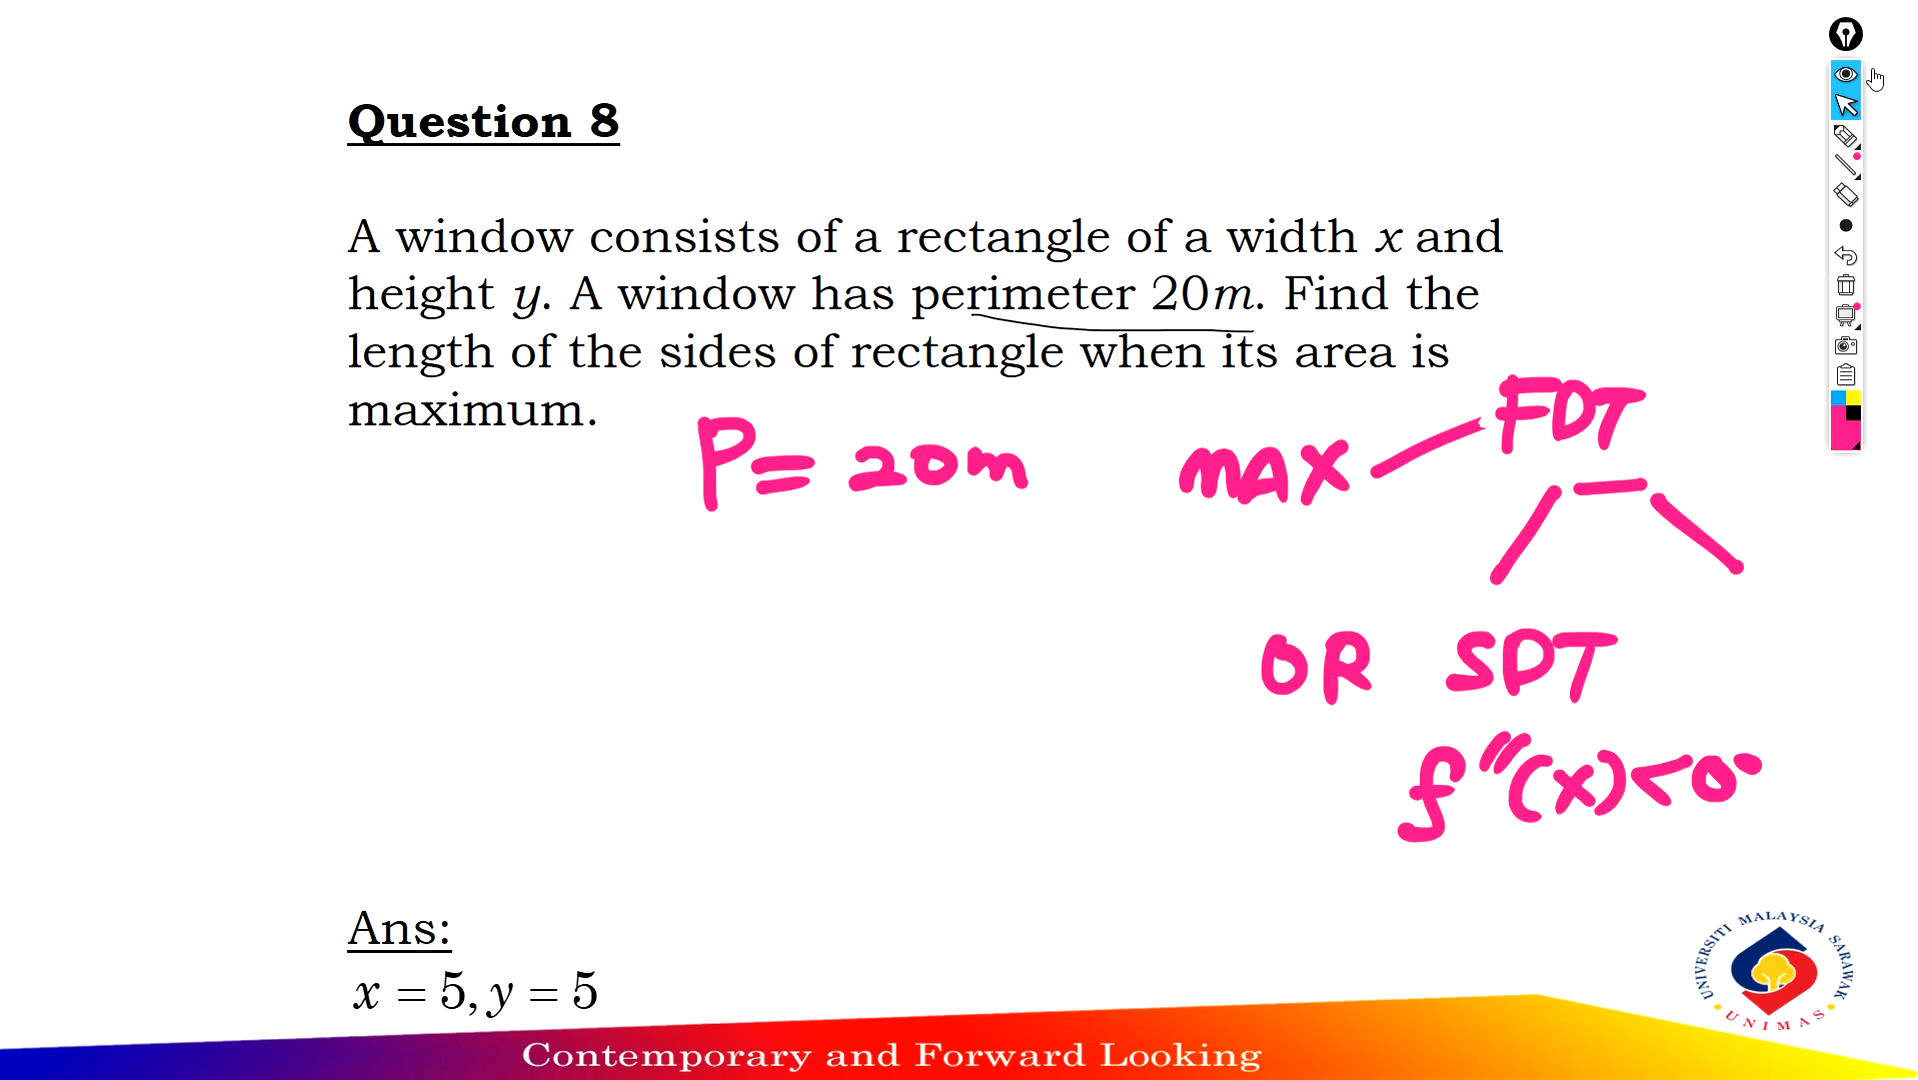 Question 8
A window consists of a rectangle of a width x and
height y. A window has perimeter 20m. Find the
length of the sides of rectangle when its area is
maximum.
P = 20m
MAX
FDT
OR SDT
f"(x)<0
Ans:
x = 5, y = 5
UNIVERSITI MALAYSIA SARAWAK
UNIMAS
Contemporary and Forward Looking